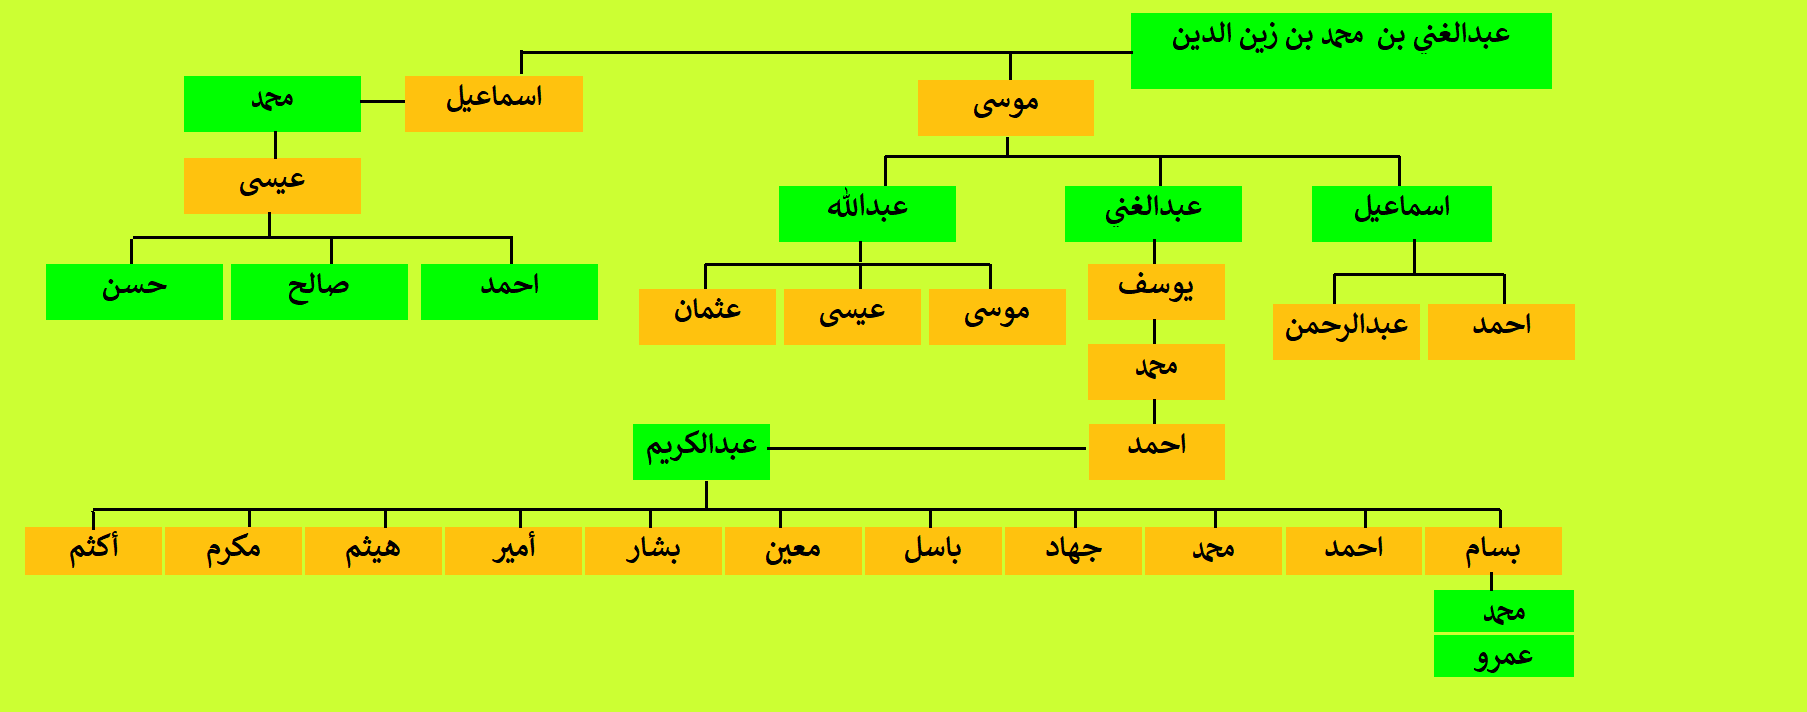 عبدالغني بن محمد بن زين الدين
موسى
اسماعيل
محمد
عيسى
اسماعيل
عبدالغني
عبدالله
احمد
صالح
حسن
احمد
عبدالرحمن
يوسف
موسى
عيسى
عثمان
محمد
احمد
عبدالكريم
بسام
احمد
محمد
جهاد
باسل
معين
بشار
أمير
هيثم
مكرم
أكثم
محمد
عمرو